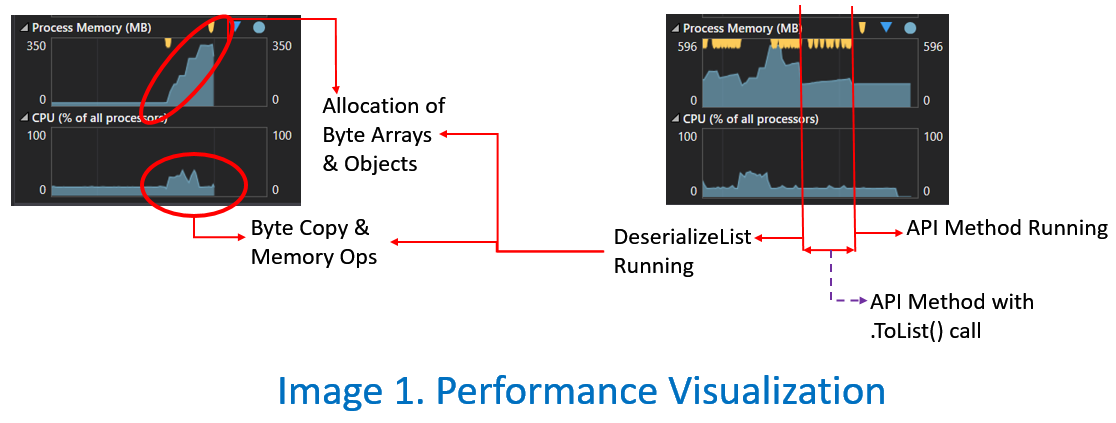 Process Memory (MB)
350
350
0
0
CPU (% of all processors)
100
100
0
0
Allocation of
Byte Arrays
& Objects
Byte Copy &
Memory Ops
Process Memory (MB)
596
596
0
0
CPU (% of all processors)
100
100
0
0
DeserializeList
Running
API Method Running
API Method with
.ToList() call
Image 1. Performance Visualization